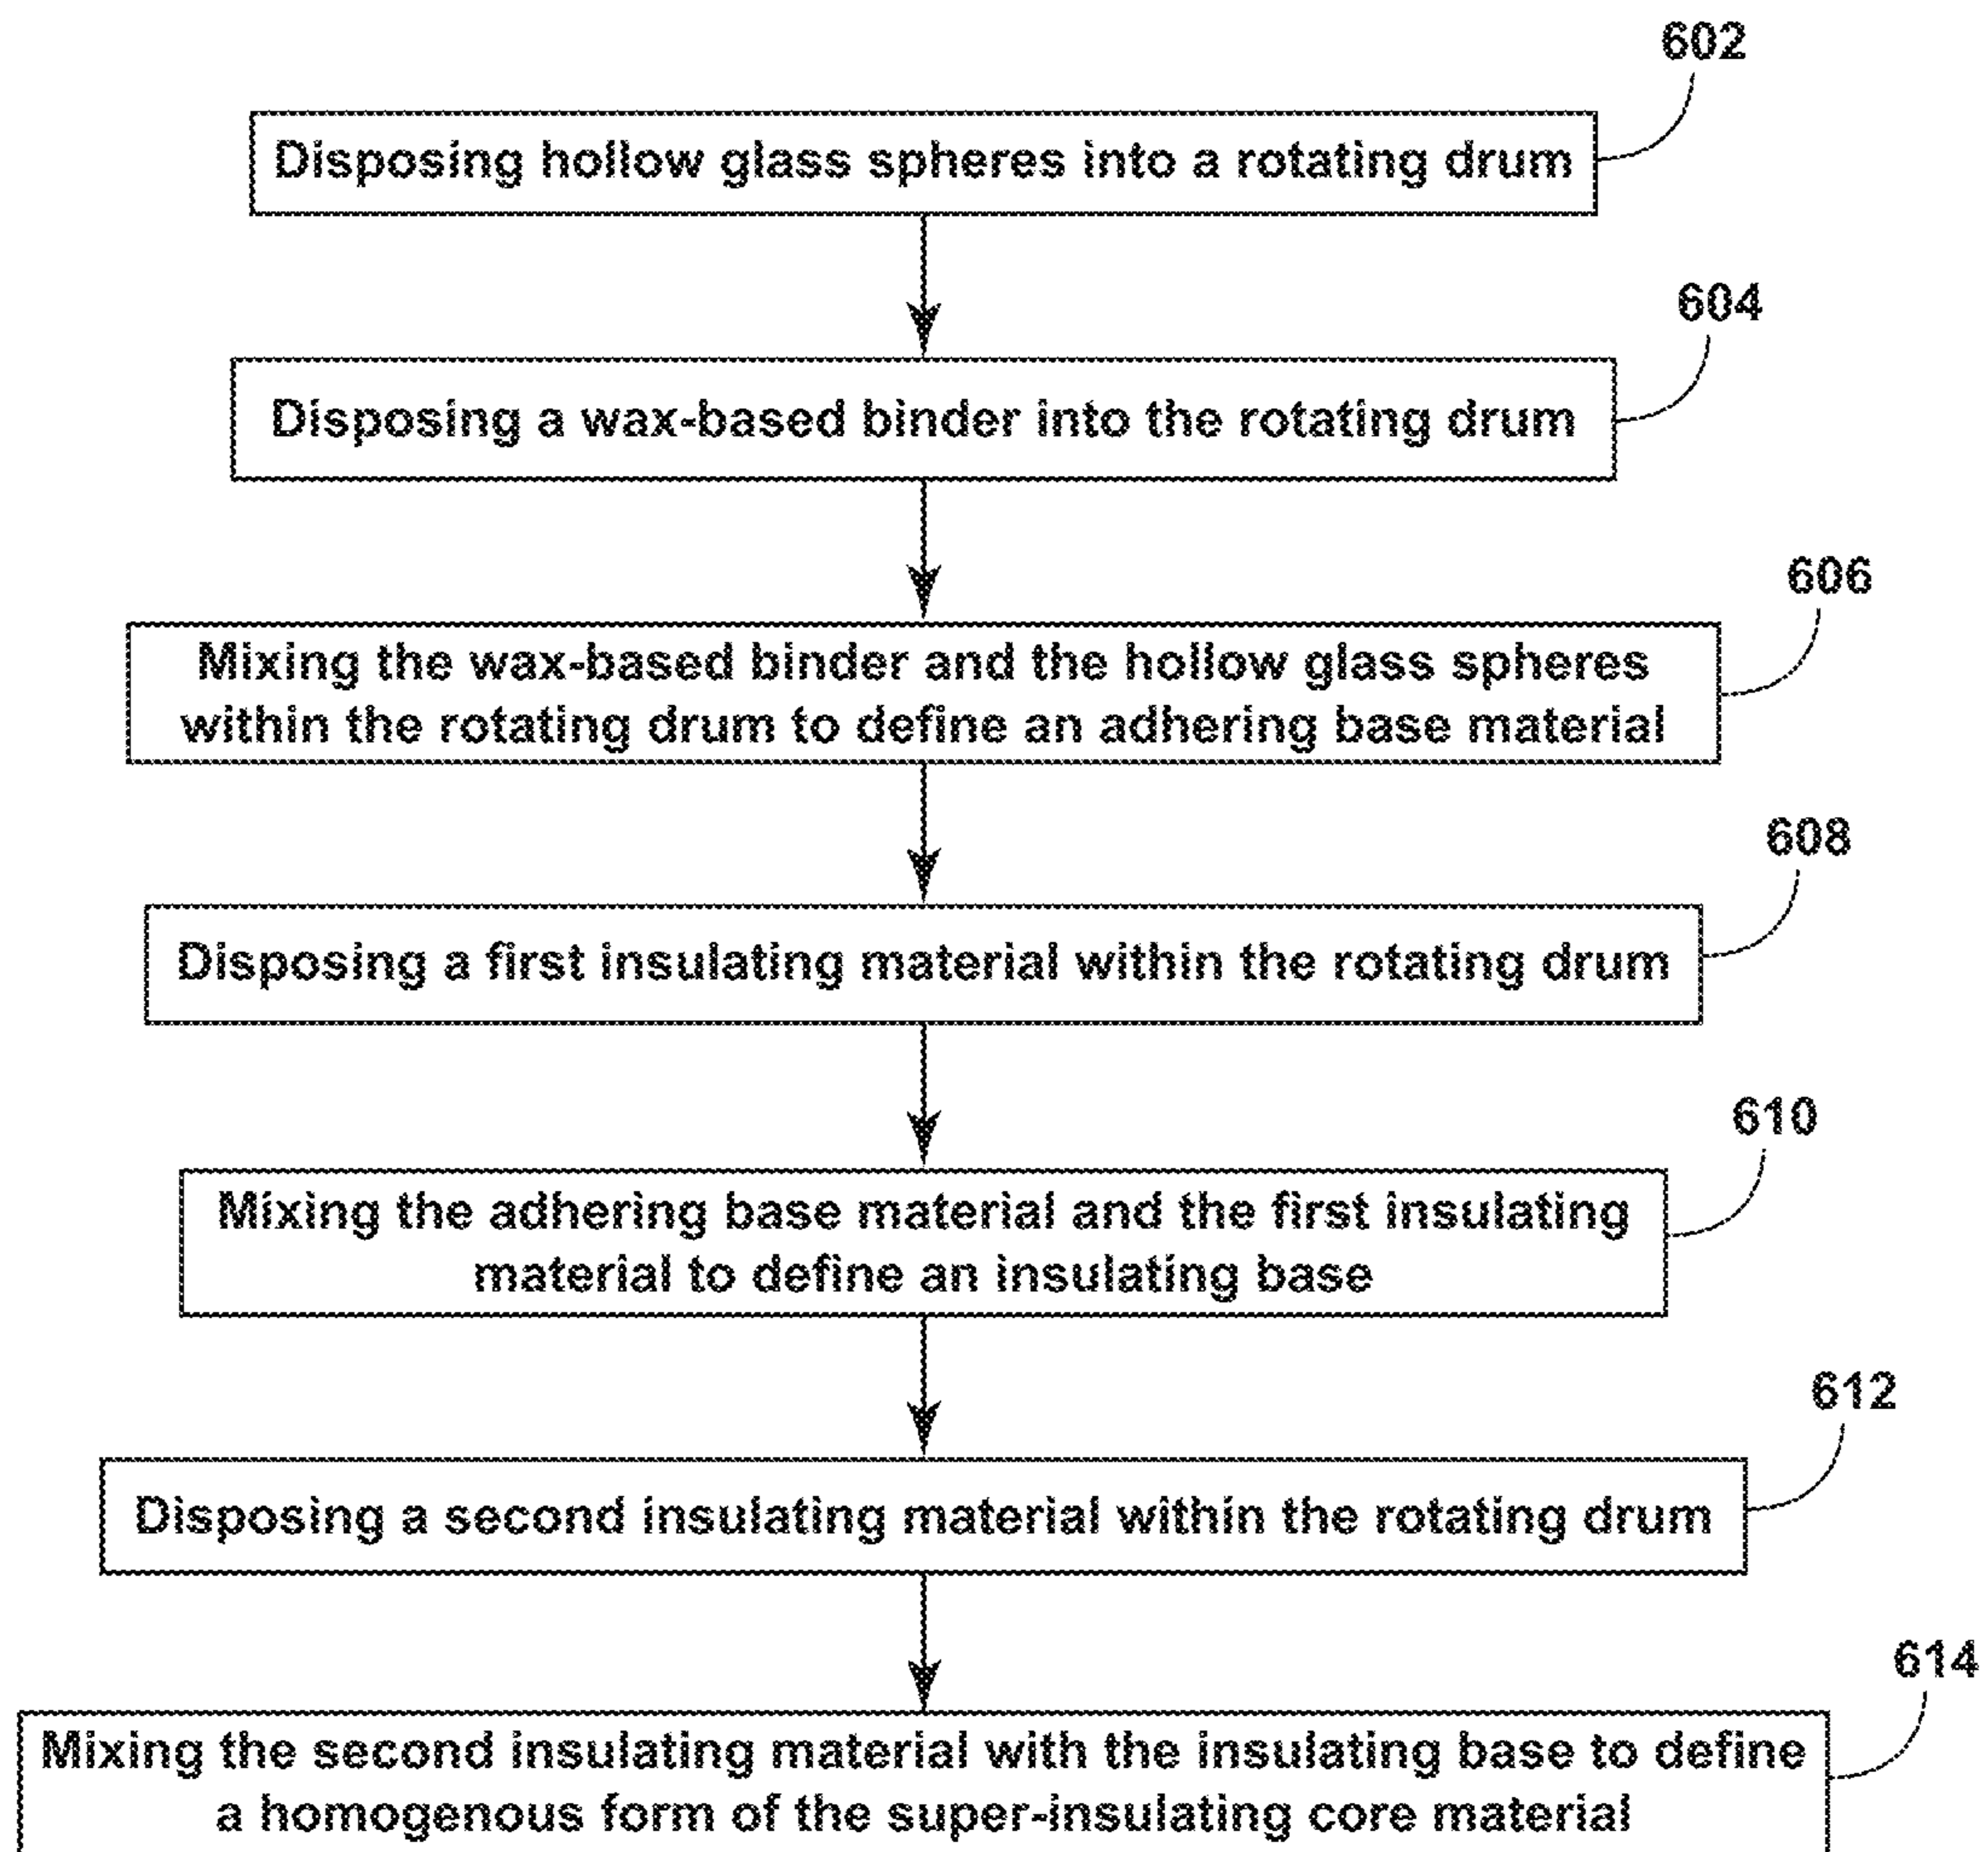 602
Disposing hollow glass spheres into a rotating drum
604
Disposing a wax-based binder into the rotating drum
606
Mixing the wax-based binder and the hollow glass spheres
within the rotating drum to define an adhering base material
608
Disposing a first insulating material within the rotating drum
610
Mixing the adhering base material and the first insulating
material to define an insulating base
612
Disposing a second insulating material within the rotating drum
614
Mixing the second insulating material with the insulating base to define
a homogenous form of the super-insulating core material